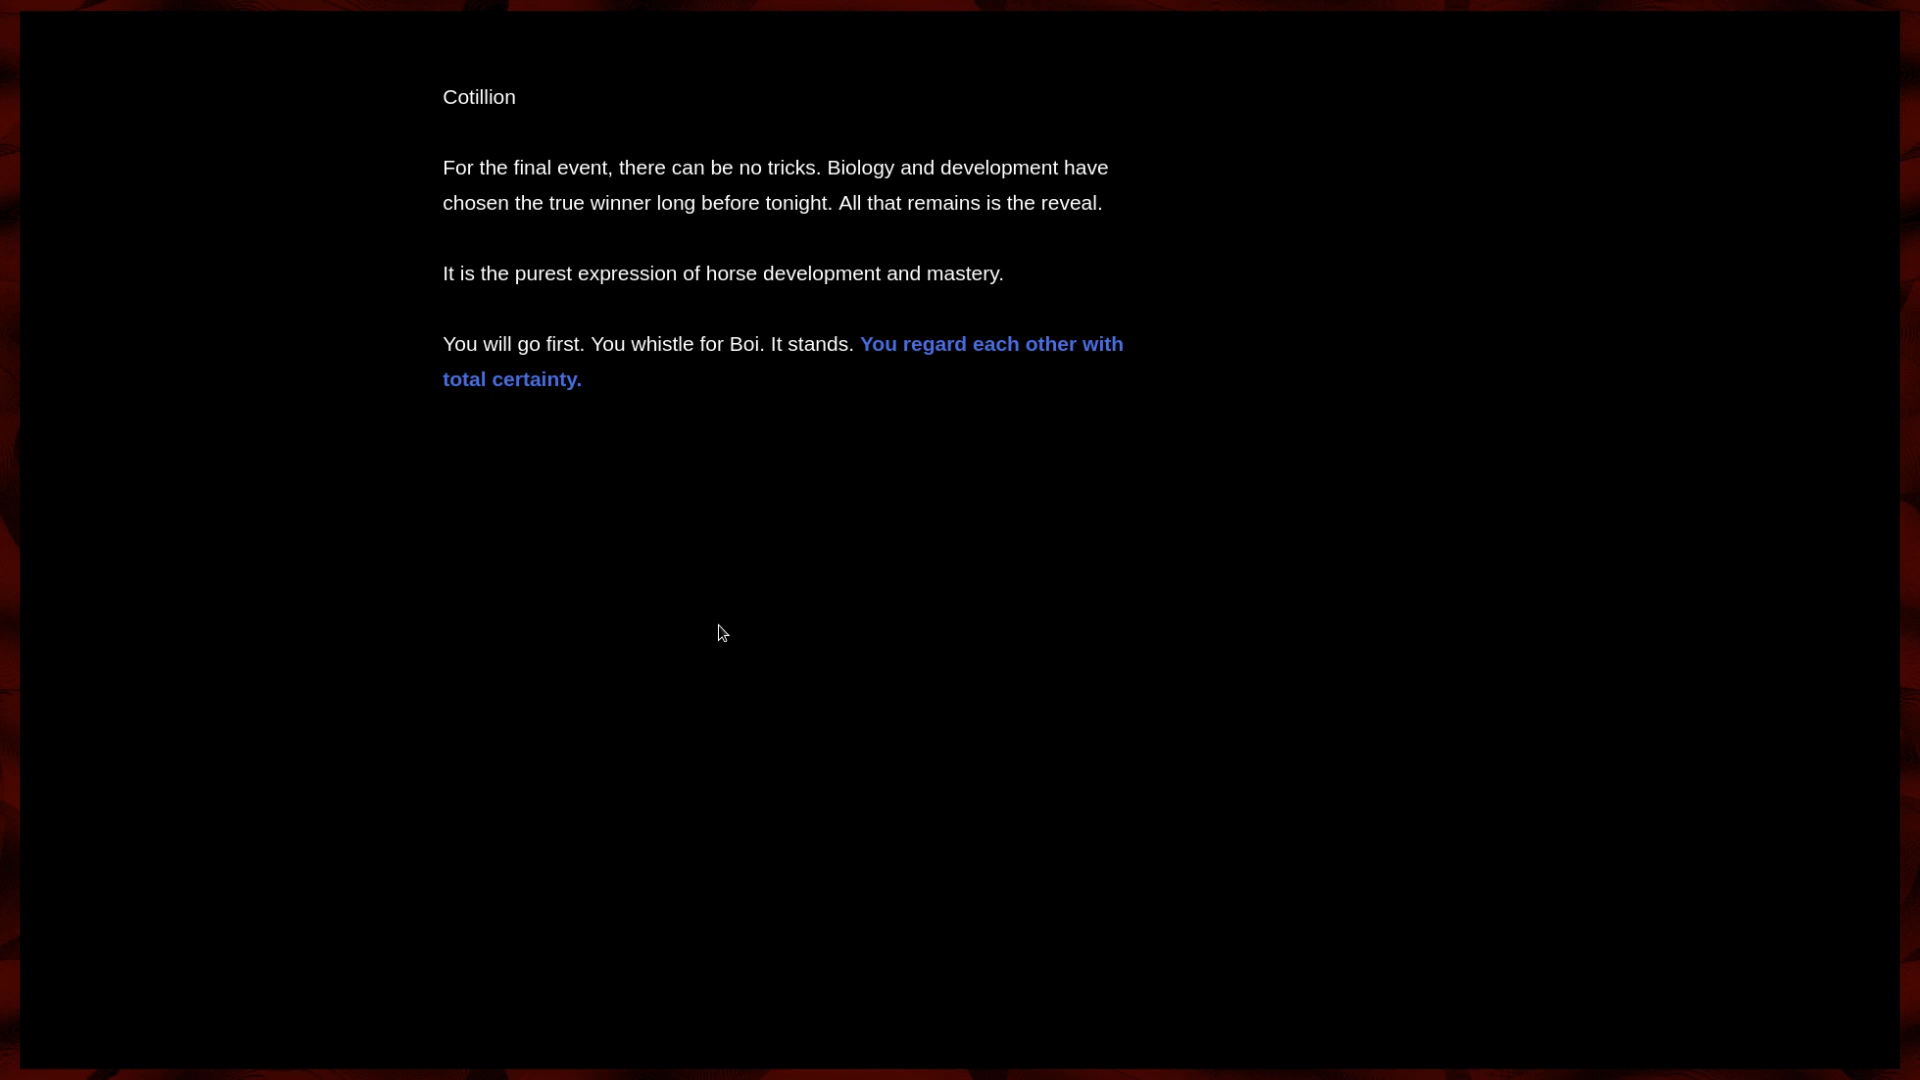 Cotillion
For the final event, there can be no tricks. Biology and development have
chosen the true winner long before tonight. All that remains is the reveal.
It is the purest expression of horse development and mastery.
You will go first. You whistle for Boi. It stands. You regard each other with
total certainty.